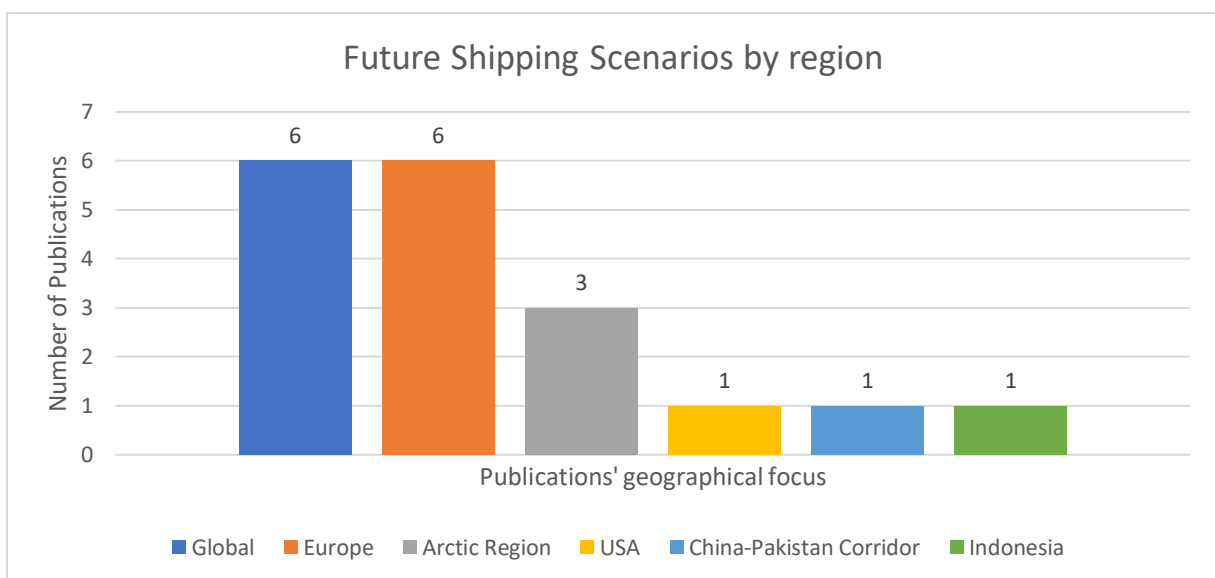 Future Shipping Scenarios by region
Number of Publications
7
6
5
4
3
2
1
0
6
6
3
1
1
1
Publications' geographical focus
Global
Europe
Arctic Region
USA
China-Pakistan Corridor
Indonesia